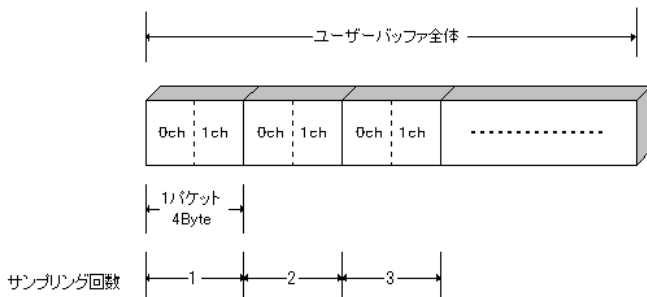 ユーザーバッファ全体
0ch 1ch 0ch 1ch 0ch 1ch
1パケット
4Byte
サンプリング回数 1 2 3